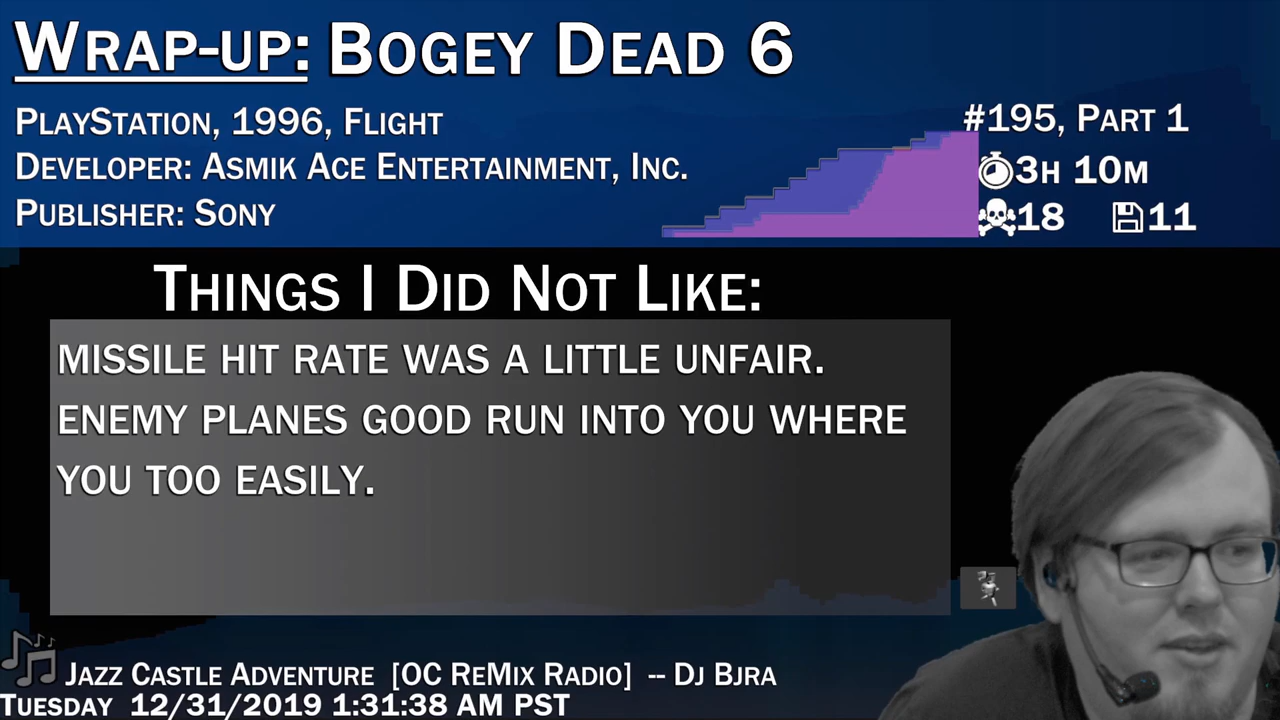 Wrap-up: Bogey Dead 6
PlayStation, 1996, Flight
#195, Part 1
Developer: Asmik Ace Entertainment, Inc.
3h 10m
Publisher: Sony
18
11
Things I Did Not Like:
MISSILE HIT RATE WAS A LITTLE UNFAIR.
ENEMY PLANES GOOD RUN INTO YOU WHERE
YOU TOO EASILY.
Jazz Castle Adventure [OC ReMix Radio] -- Dj Bjra
Tuesday 12/31/2019 1:31:38 AM PST